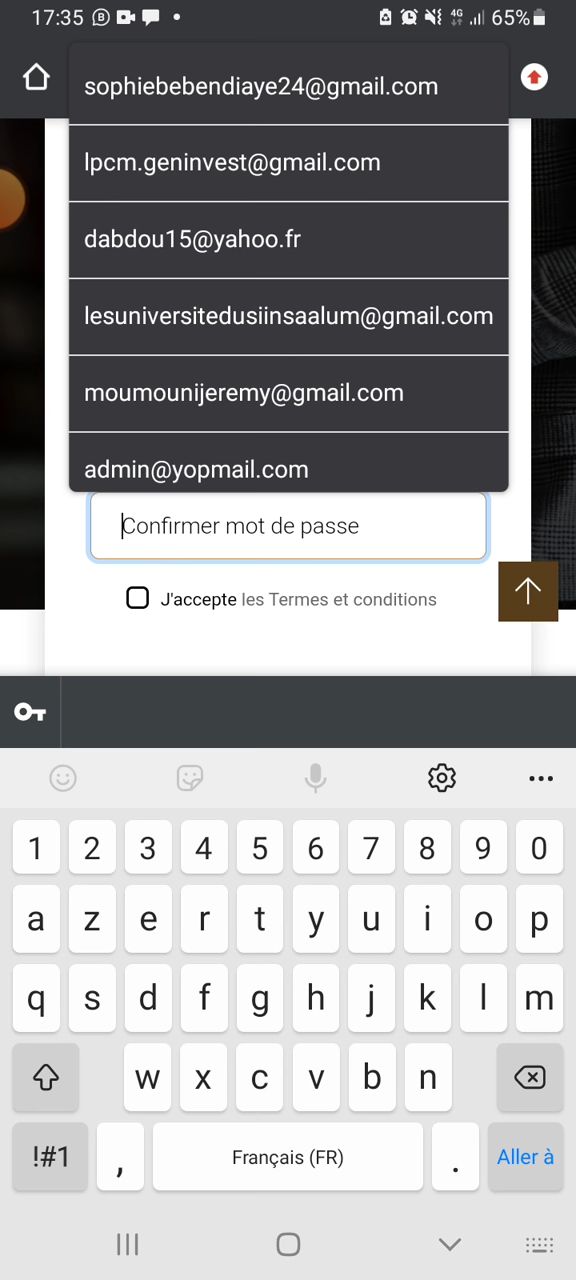 17:35 4G 65%
sophiebebendiaye24@gmail.com
lpcm.geninvest@gmail.com
dabdou15@yahoo.fr
lesuniversitedusiinsaalum@gmail.com
moumounijeremy@gmail.com
admin@yopmail.com
Confirmer mot de passe
J'accepte les Termes et conditions
1 2 3 4 5 6 7 8 9 0
a z e r t y u i o p
q s d f g h j k l m
w x c v b n
!#1 , Français (FR) . Aller à